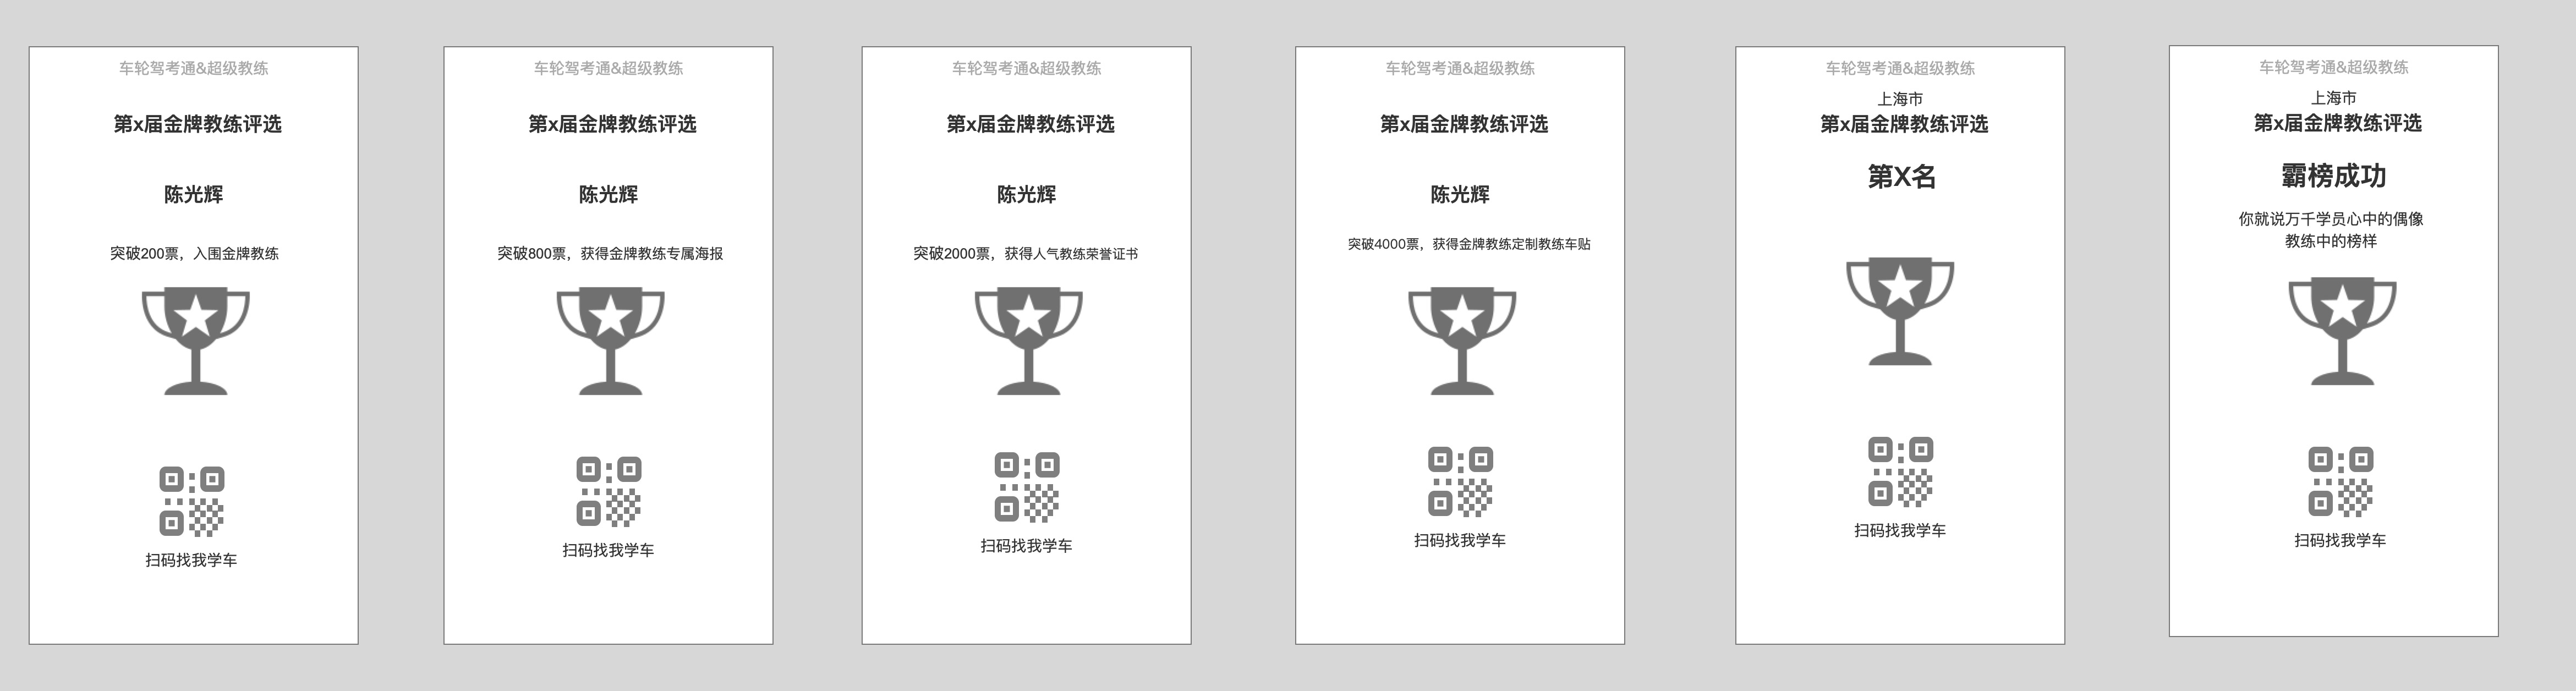 车轮驾考通&超级教练
第x届金牌教练评选
陈光辉
突破200票，入围金牌教练
扫码找我学车
车轮驾考通&超级教练
第x届金牌教练评选
陈光辉
突破800票，获得金牌教练专属海报
扫码找我学车
车轮驾考通&超级教练
第x届金牌教练评选
陈光辉
突破2000票，获得人气教练荣誉证书
扫码找我学车
车轮驾考通&超级教练
第x届金牌教练评选
陈光辉
突破4000票，获得金牌教练定制教练车贴
扫码找我学车
车轮驾考通&超级教练
上海市
第x届金牌教练评选
第X名
扫码找我学车
车轮驾考通&超级教练
上海市
第x届金牌教练评选
霸榜成功
你就说万千学员心中的偶像
教练中的榜样
扫码找我学车